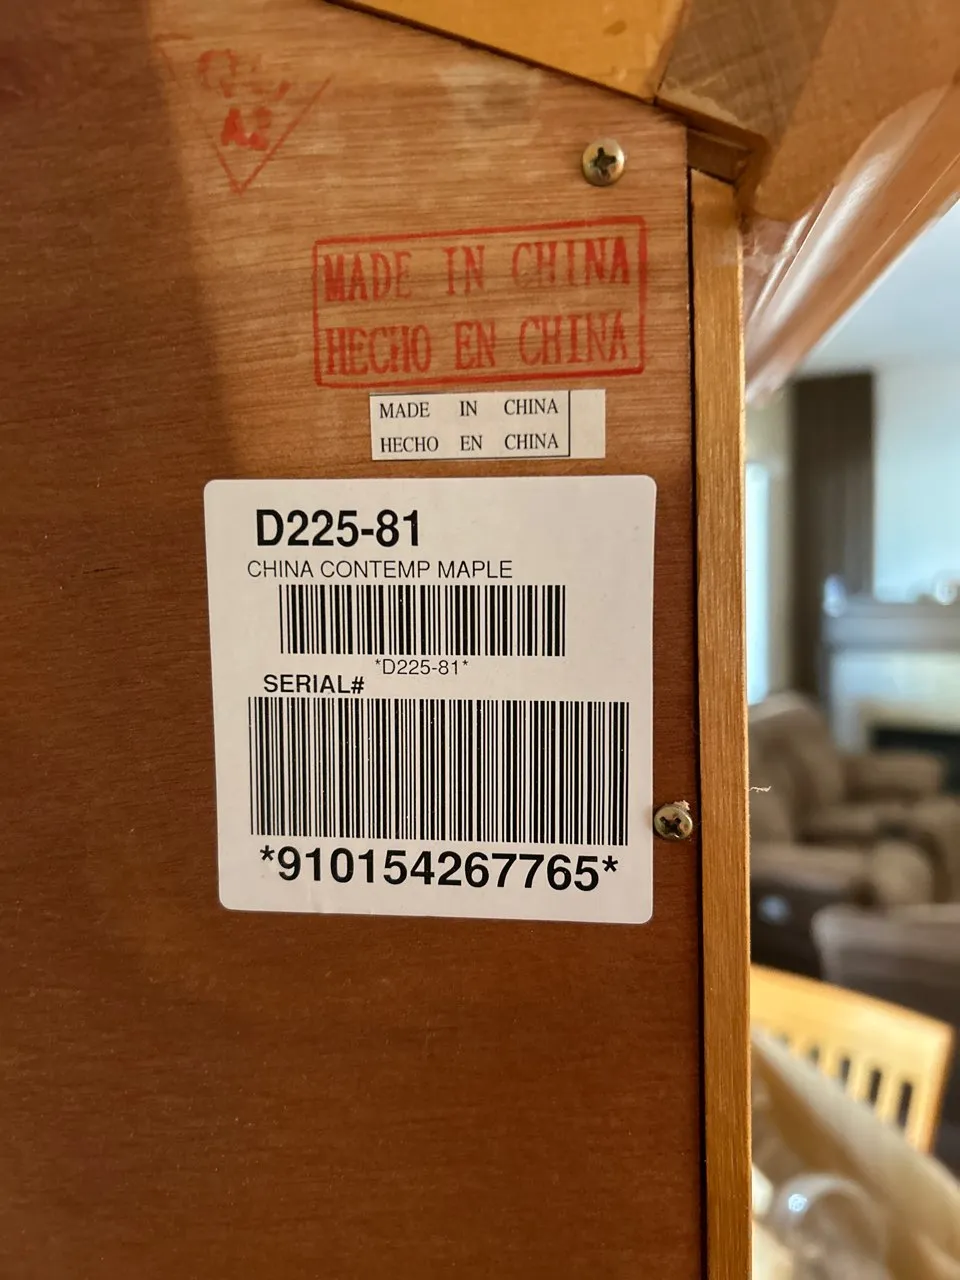 A2
MADE IN CHINA
HECHO EN CHINA
MADE IN CHINA
HECHO EN CHINA
D225-81
CHINA CONTEMP MAPLE
*D225-81*
SERIAL#
*910154267765*